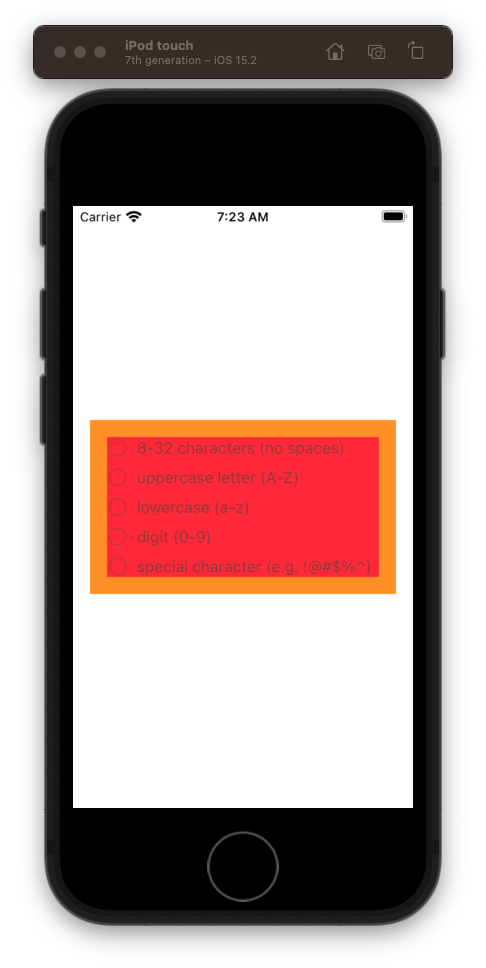 iPod touch
7th generation – iOS 15.2
Carrier 7:23 AM
8-32 characters (no spaces)
uppercase letter (A-Z)
lowercase (a-z)
digit (0-9)
special character (e.g. !@#$%^)